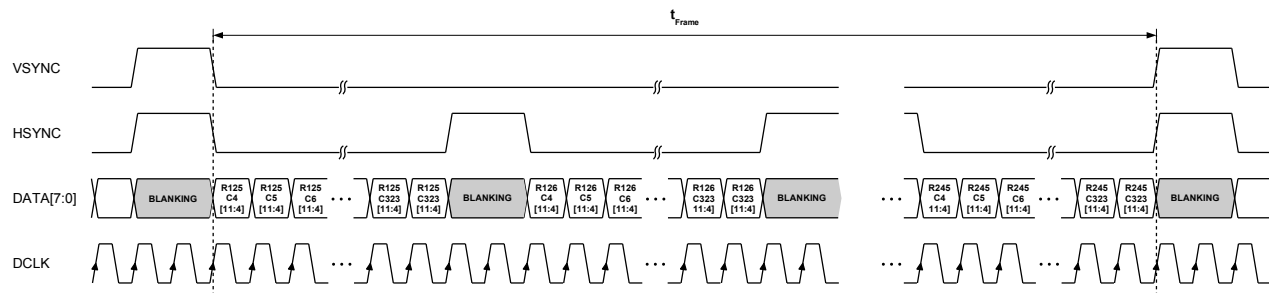 t Frame
VSYNC
HSYNC
R125 R125 R125 R125 R125 R126 R126 R126 R126 R126 R245 R245 R245 R245 R245
DATA[7:0] BLANKING C4 C5 C6 ··· C323 C323 BLANKING C4 C5 C6 ··· C323 C323 BLANKING ··· C4 C5 C6 ··· C323 C323 BLANKING
[11:4] [11:4] [11:4] [11:4] [11:4] [11:4] [11:4] [11:4] 11:4] [11:4] 11:4] [11:4] [11:4] [11:4] [11:4]
DCLK ··· ··· ··· ···